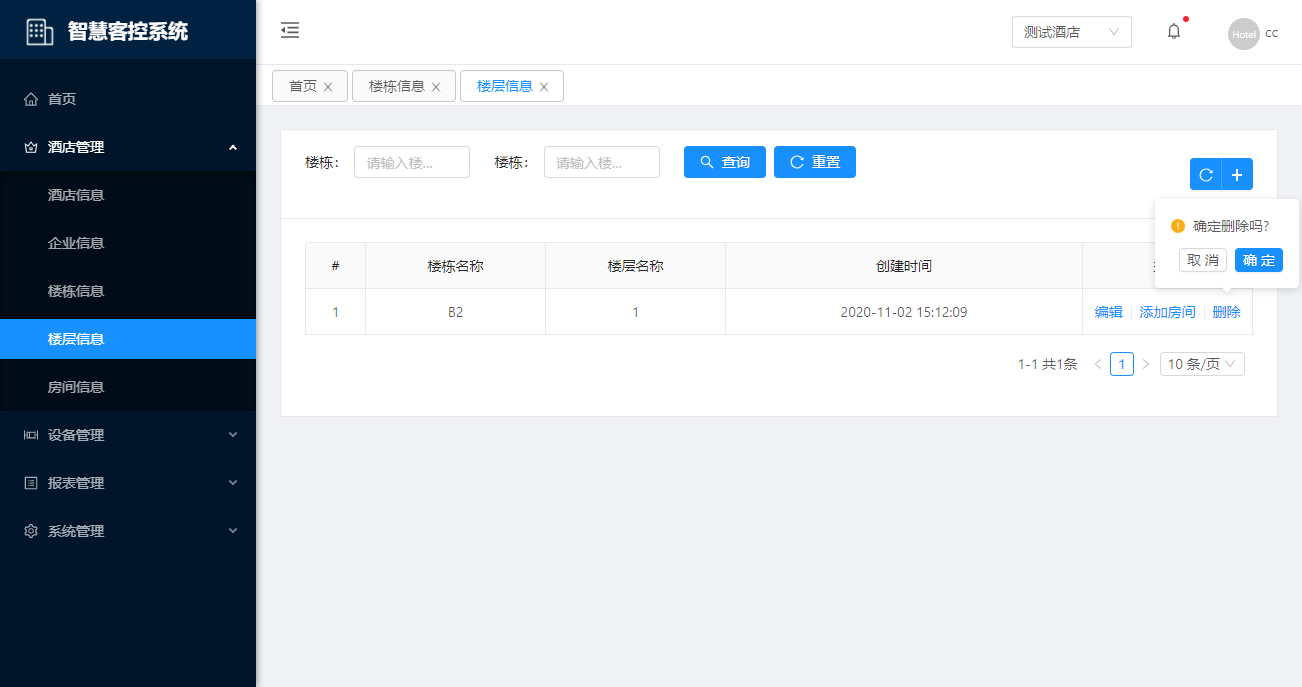 智慧客控系统
测试酒店
Hotel
cc
首页
酒店管理
酒店信息
企业信息
楼栋信息
楼层信息
房间信息
设备管理
报表管理
系统管理
首页
楼栋信息
楼层信息
楼栋：
请输入楼...
楼栋：
请输入楼...
查询
重置
确定删除吗?
取 消
确 定
# 楼栋名称 楼层名称 创建时间
1 B2 1 2020-11-02 15:12:09 编辑 添加房间 删除
1-1 共1条 1 10 条/页